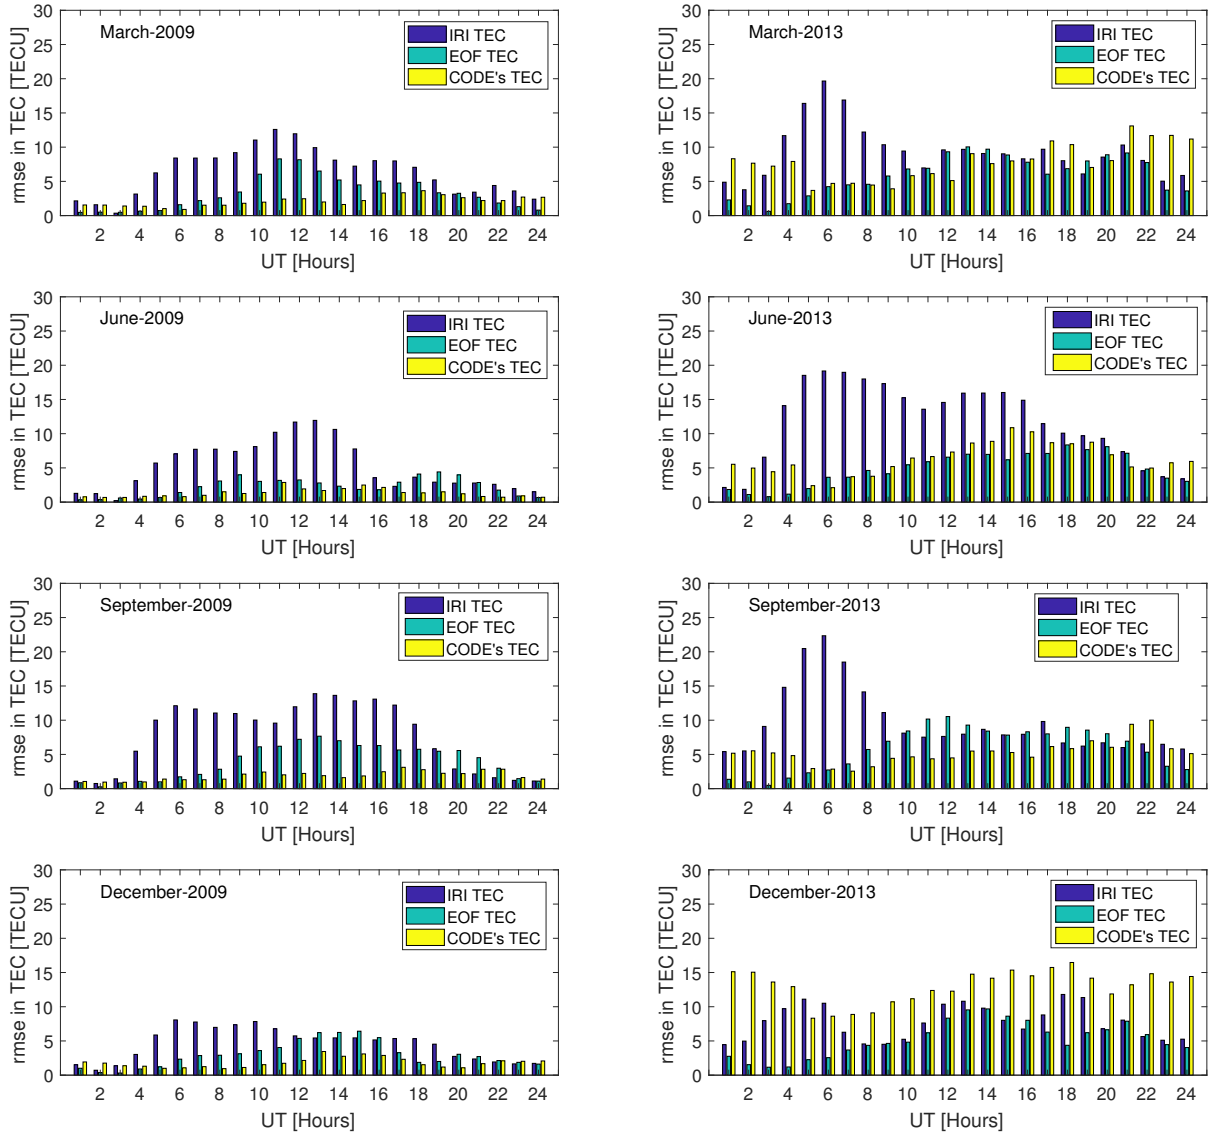 March-2009
IRI TEC
EOF TEC
CODE's TEC
rmse in TEC [TECU]
30
25
20
15
10
5
0
2 4 6 8 10 12 14 16 18 20 22 24
UT [Hours]
March-2013
IRI TEC
EOF TEC
CODE's TEC
rmse in TEC [TECU]
30
25
20
15
10
5
0
2 4 6 8 10 12 14 16 18 20 22 24
UT [Hours]
June-2009
IRI TEC
EOF TEC
CODE's TEC
rmse in TEC [TECU]
30
25
20
15
10
5
0
2 4 6 8 10 12 14 16 18 20 22 24
UT [Hours]
June-2013
IRI TEC
EOF TEC
CODE's TEC
rmse in TEC [TECU]
30
25
20
15
10
5
0
2 4 6 8 10 12 14 16 18 20 22 24
UT [Hours]
September-2009
IRI TEC
EOF TEC
CODE's TEC
rmse in TEC [TECU]
30
25
20
15
10
5
0
2 4 6 8 10 12 14 16 18 20 22 24
UT [Hours]
September-2013
IRI TEC
EOF TEC
CODE's TEC
rmse in TEC [TECU]
30
25
20
15
10
5
0
2 4 6 8 10 12 14 16 18 20 22 24
UT [Hours]
December-2009
IRI TEC
EOF TEC
CODE's TEC
rmse in TEC [TECU]
30
25
20
15
10
5
0
2 4 6 8 10 12 14 16 18 20 22 24
UT [Hours]
December-2013
IRI TEC
EOF TEC
CODE's TEC
rmse in TEC [TECU]
30
25
20
15
10
5
0
2 4 6 8 10 12 14 16 18 20 22 24
UT [Hours]